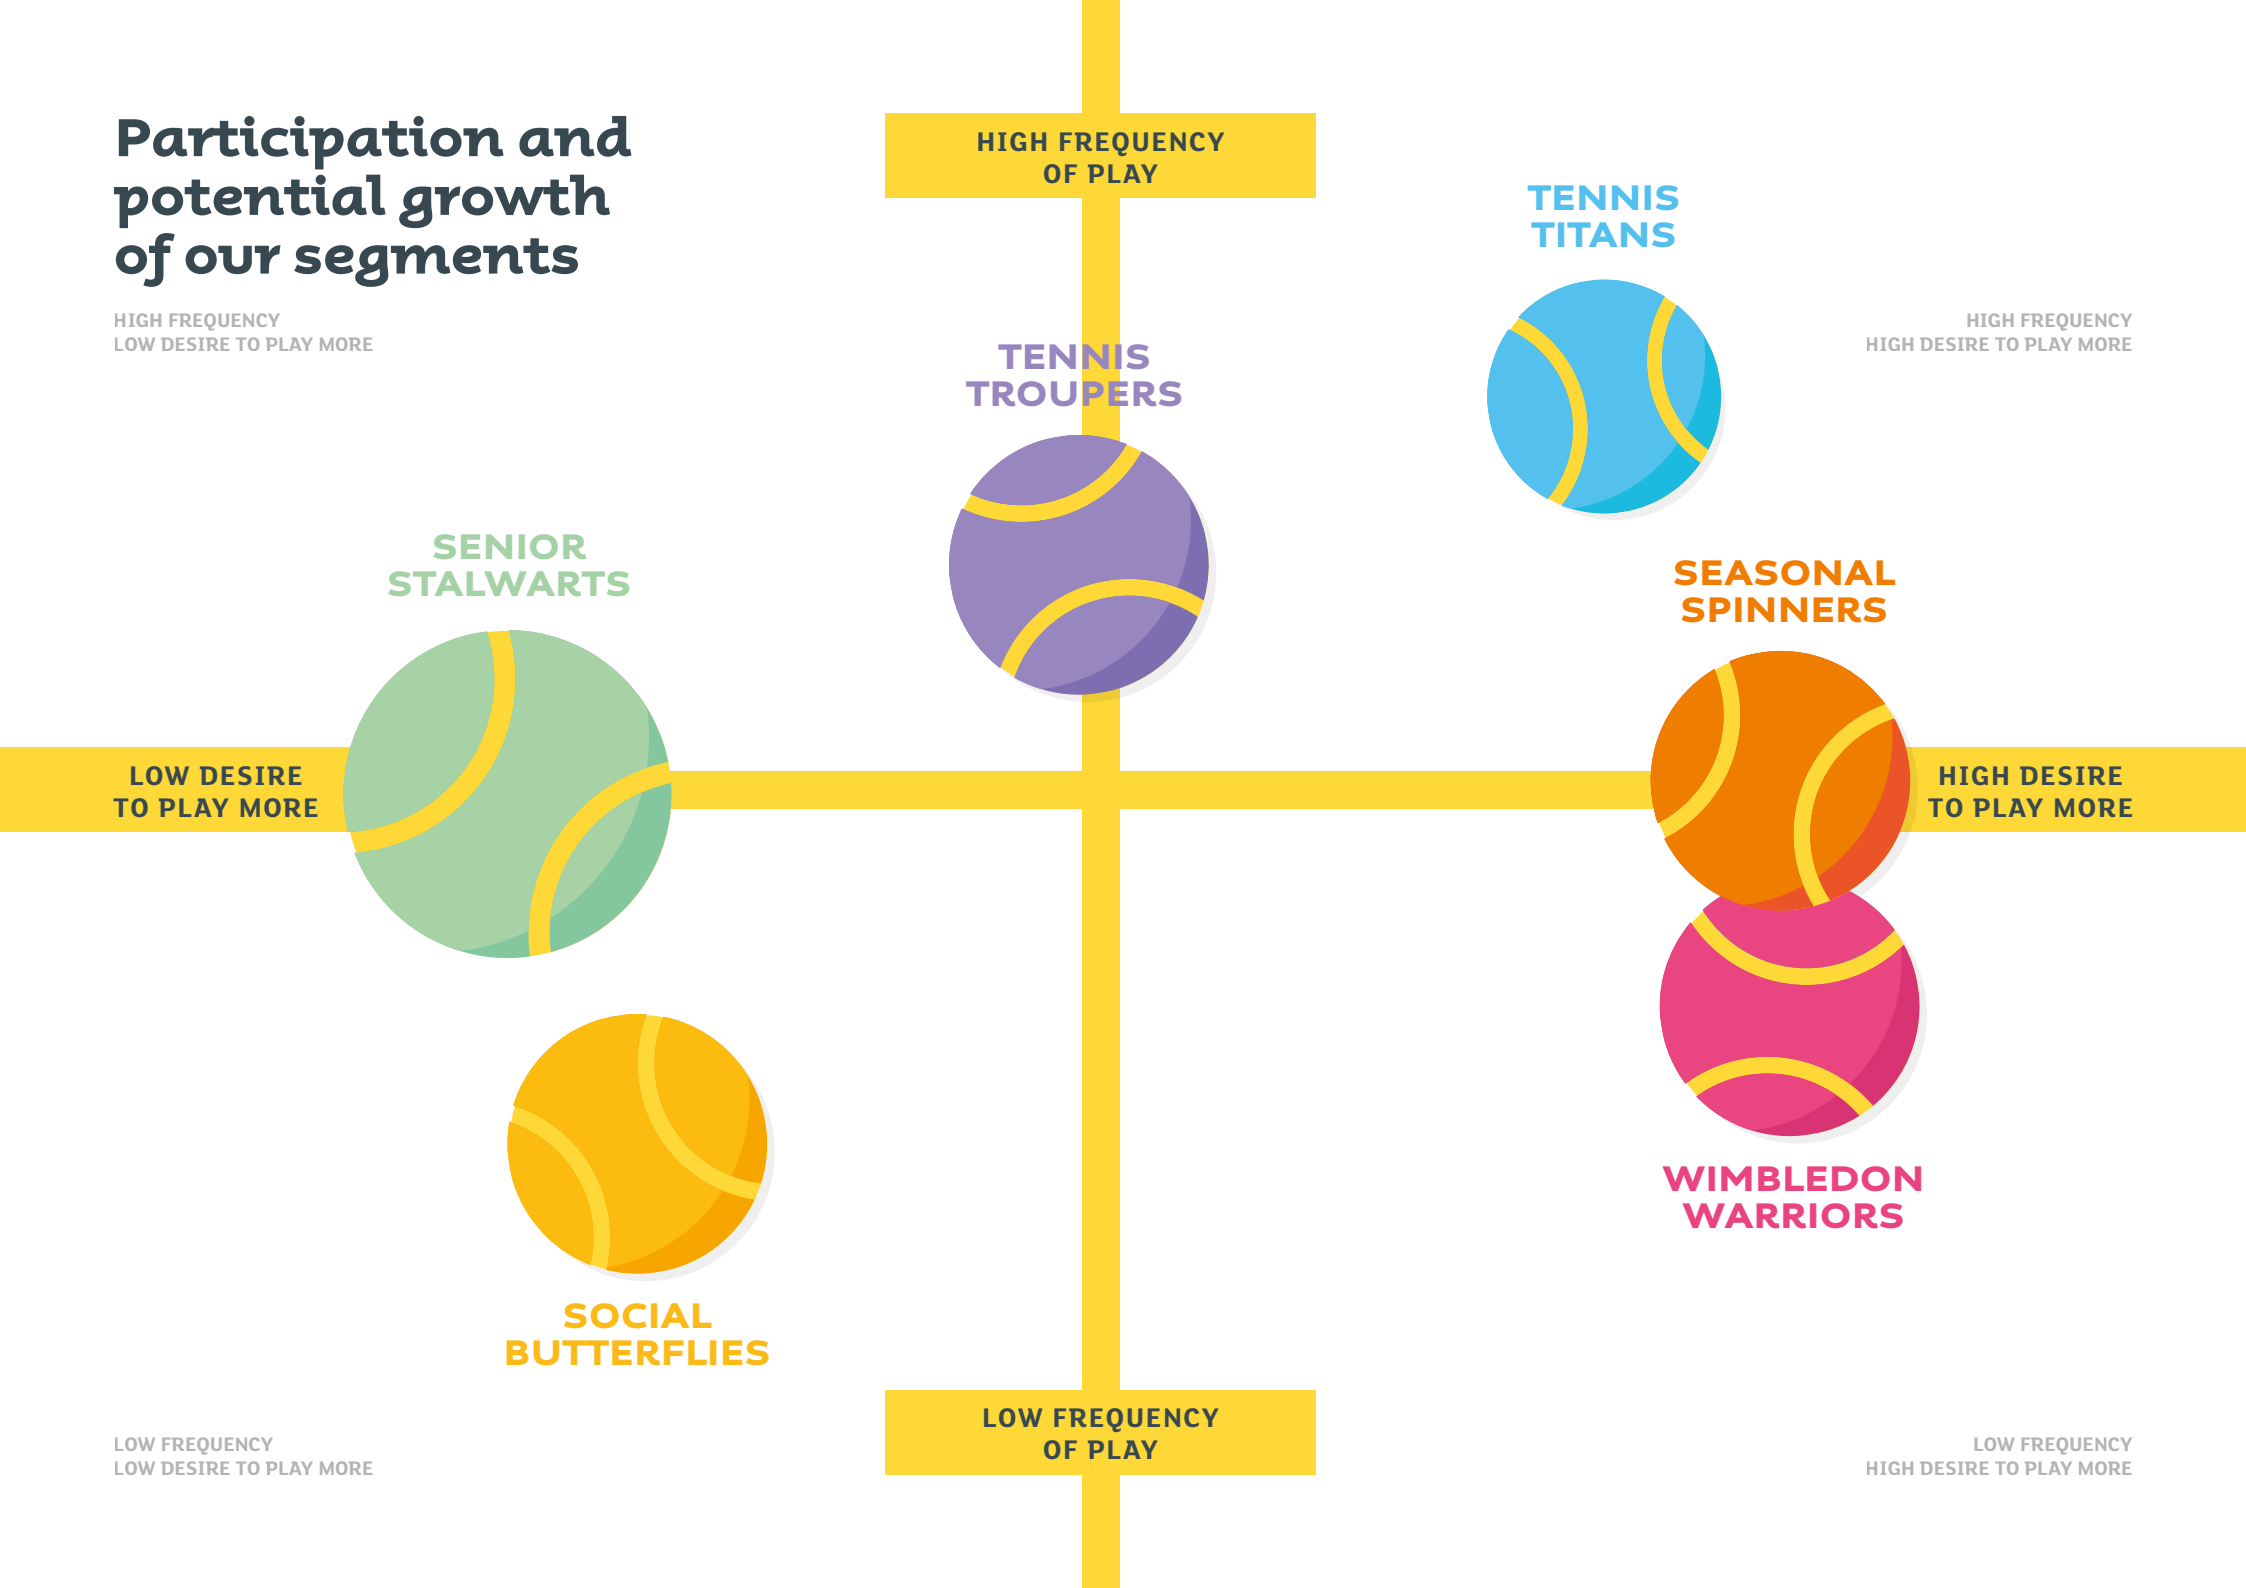 Participation and
potential growth
of our segments
HIGH FREQUENCY
LOW DESIRE TO PLAY MORE
HIGH FREQUENCY
OF PLAY
TENNIS
TITANS
HIGH FREQUENCY
HIGH DESIRE TO PLAY MORE
TENNIS
TROUPERS
SENIOR
STALWARTS
SEASONAL
SPINNERS
LOW DESIRE
TO PLAY MORE
HIGH DESIRE
TO PLAY MORE
WIMBLEDON
WARRIORS
SOCIAL
BUTTERFLIES
LOW FREQUENCY
OF PLAY
LOW FREQUENCY
LOW DESIRE TO PLAY MORE
LOW FREQUENCY
HIGH DESIRE TO PLAY MORE